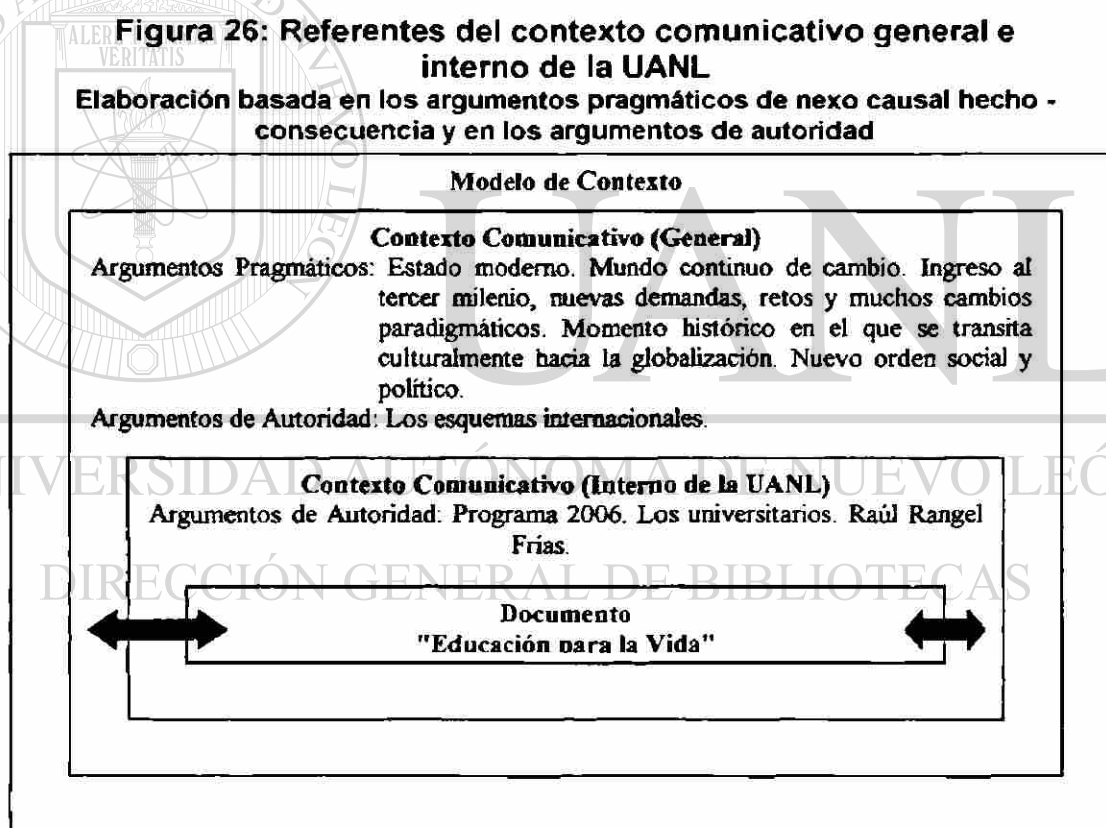 Figura 26: Referentes del contexto comunicativo general e
interno de la UANL
Elaboración basada en los argumentos pragmáticos de nexo causal hecho -
consecuencia y en los argumentos de autoridad
Modelo de Contexto
Contexto Comunicativo (General)
Argumentos Pragmáticos: Estado moderno. Mundo continuo de cambio. Ingreso al
tercer milenio, nuevas demandas, retos y muchos cambios
paradigmáticos. Momento histórico en el que se transita
culturalmente hacia la globalización. Nuevo orden social y
político.
Argumentos de Autoridad: Los esquemas internacionales.
Contexto Comunicativo (Interno de la UANL)
Argumentos de Autoridad: Programa 2006. Los universitarios. Raúl Rangel
Frías.
Documento
"Educación para la Vida"
UANL
UNIVERSIDAD AUTÓNOMA DE NUEVO LEÓ
DIRECCIÓN GENERAL DE BIBLIOTECAS
VERITATIS